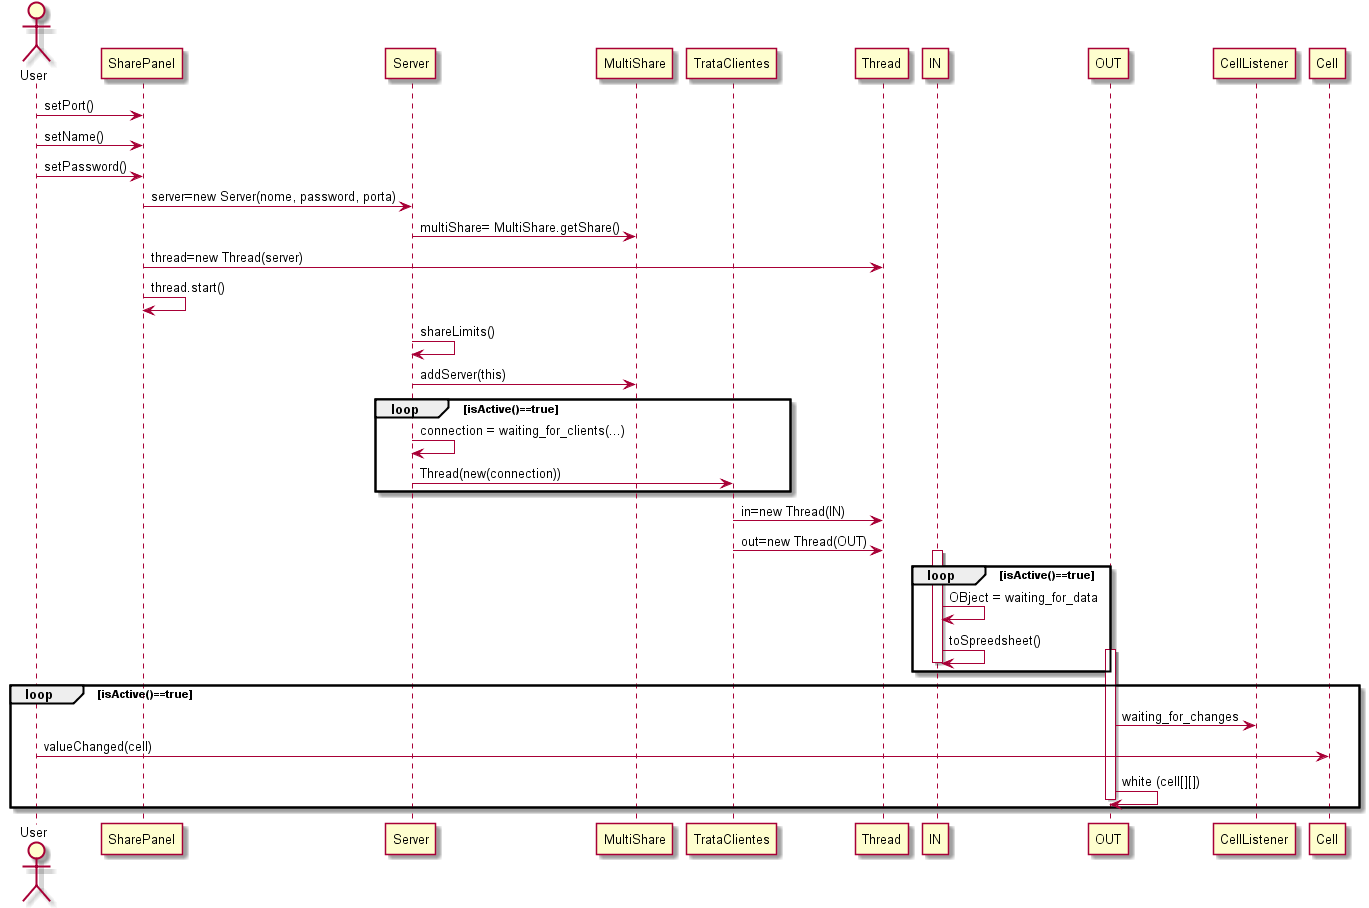 User
SharePanel
Server
MultiShare
TrataClientes
Thread
IN
OUT
CellListener
Cell
setPort()
setName()
setPassword()
server=new Server(nome, password, porta)
multiShare= MultiShare.getShare()
thread=new Thread(server)
thread.start()
shareLimits()
addServer(this)
loop [isActive()==true]
connection = waiting_for_clients(...)
Thread(new(connection))
in=new Thread(IN)
out=new Thread(OUT)
loop [isActive()==true]
OBject = waiting_for_data
toSpreedsheet()
loop [isActive()==true]
waiting_for_changes
valueChanged(cell)
white (cell[][])
User
SharePanel
Server
MultiShare
TrataClientes
Thread
IN
OUT
CellListener
Cell